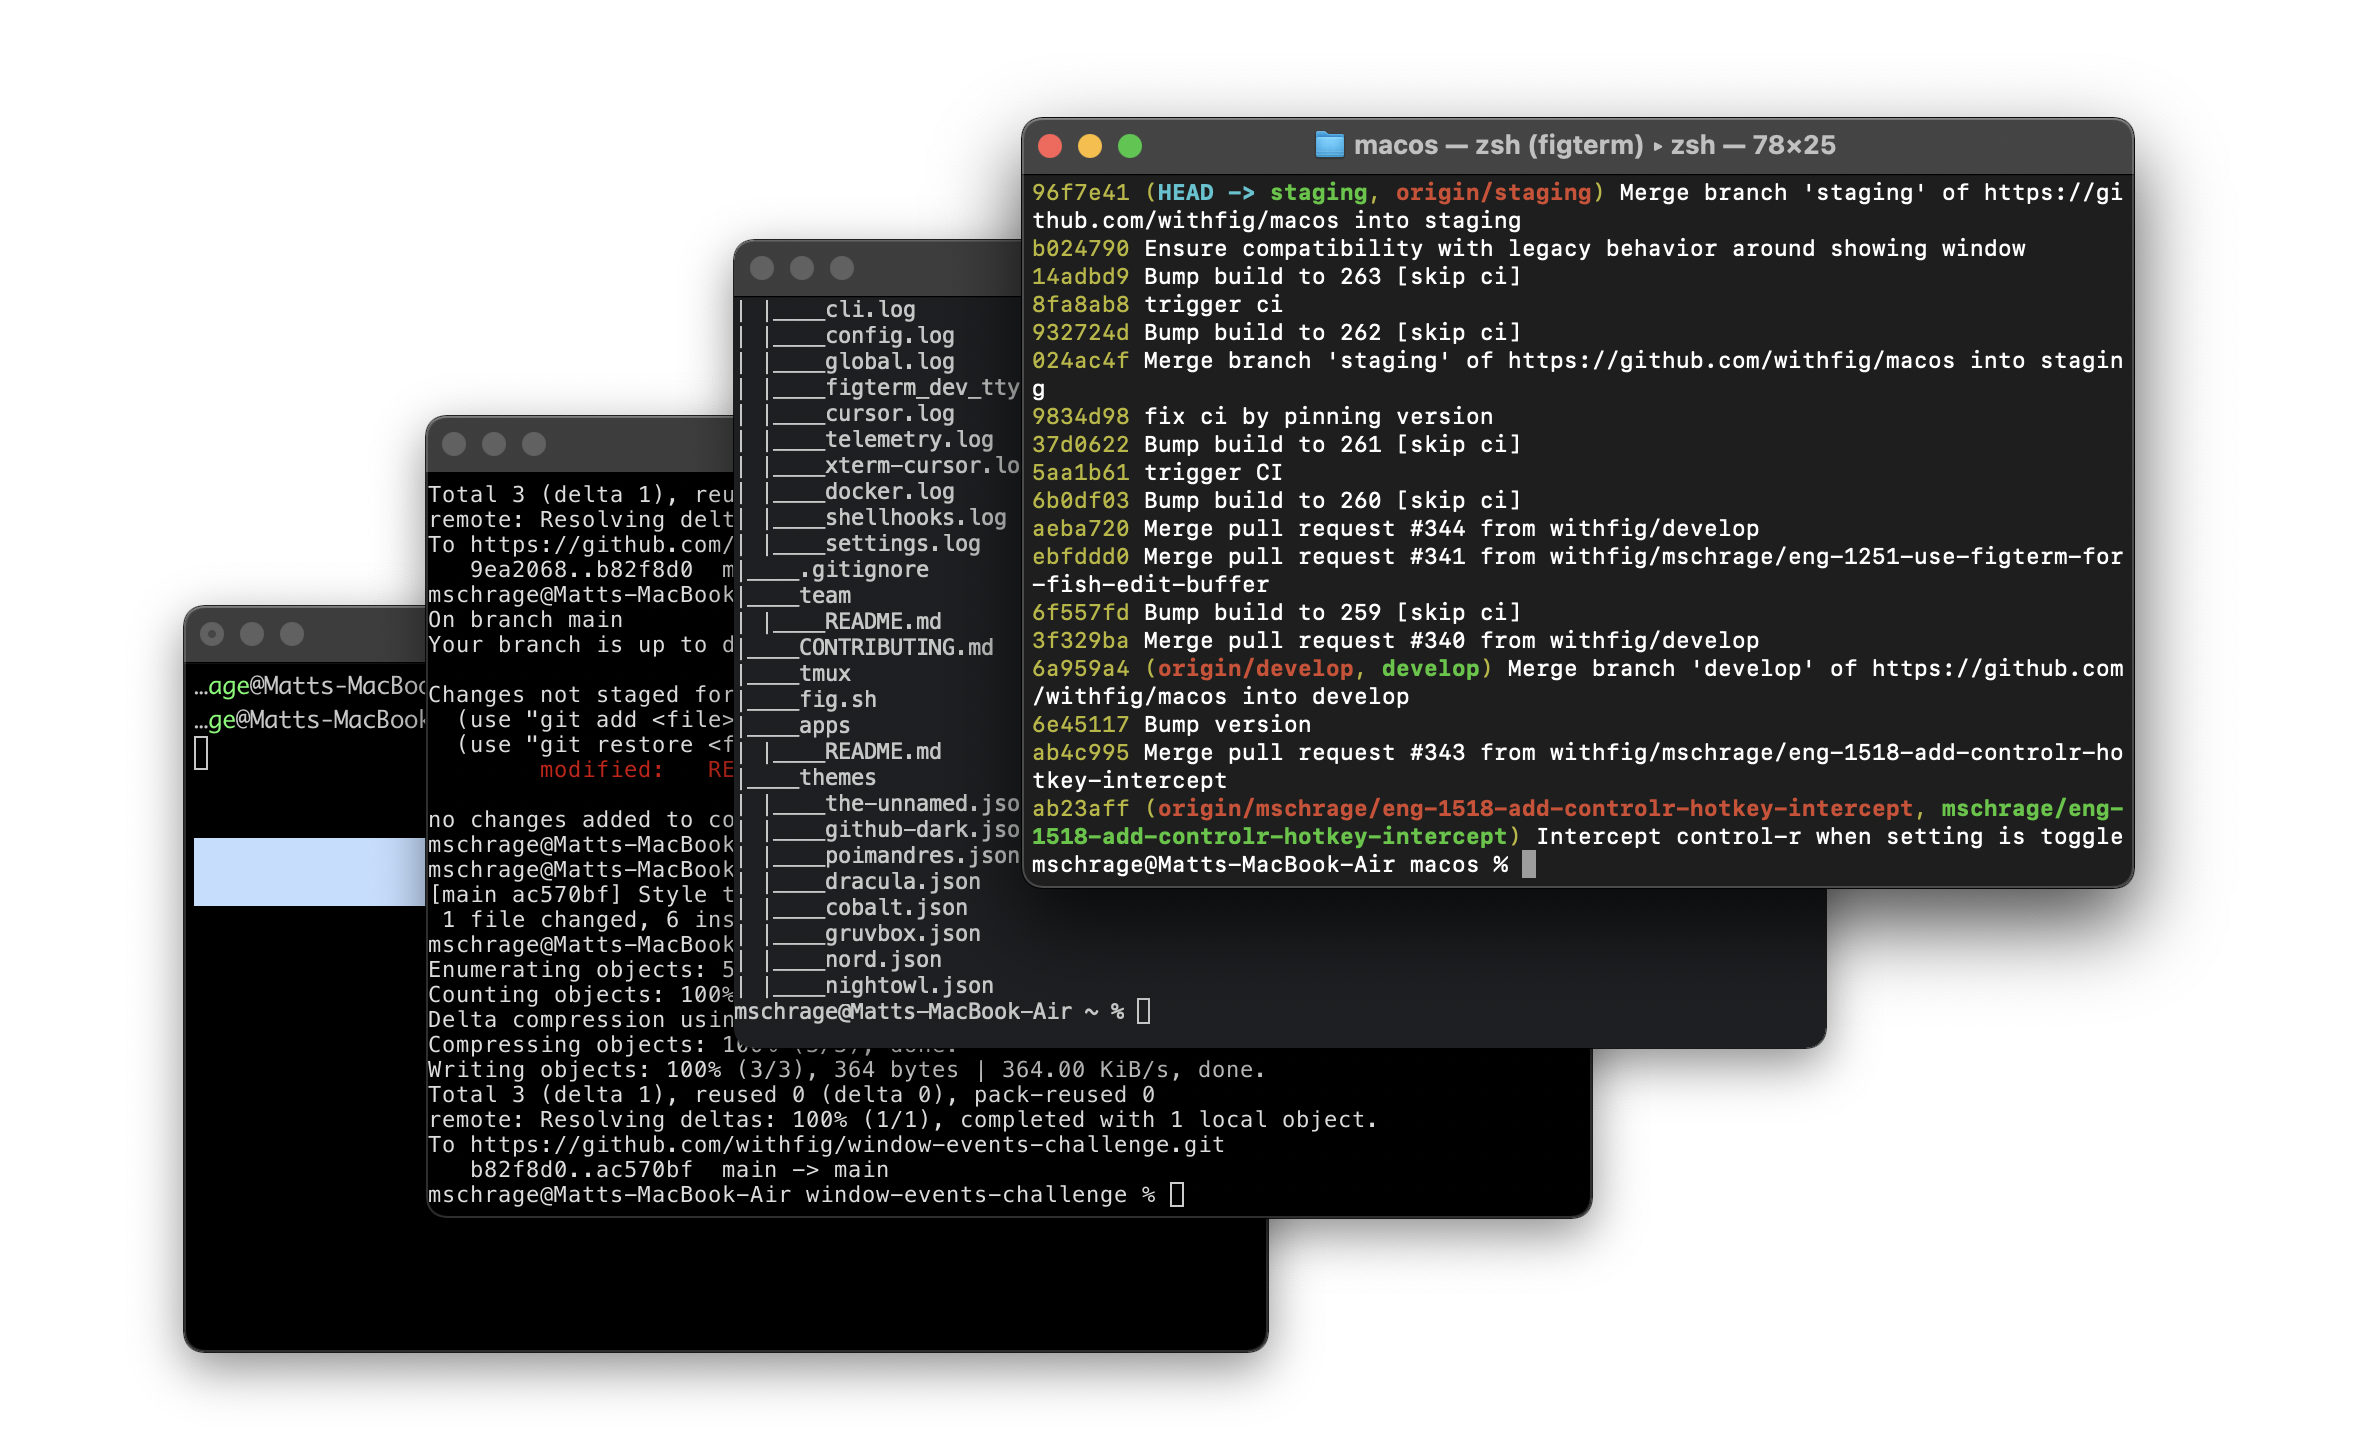 macos — zsh (figterm) ▸ zsh — 78×25
96f7e41 (HEAD -> staging, origin/staging) Merge branch 'staging' of https://gi
thub.com/withfig/macos into staging
b024790 Ensure compatibility with legacy behavior around showing window
14adbd9 Bump build to 263 [skip ci]
8fa8ab8 trigger ci
932724d Bump build to 262 [skip ci]
024ac4f Merge branch 'staging' of https://github.com/withfig/macos into stagin
g
9834d98 fix ci by pinning version
37d0622 Bump build to 261 [skip ci]
5aa1b61 trigger CI
6b0df03 Bump build to 260 [skip ci]
aeba720 Merge pull request #344 from withfig/develop
ebfddd0 Merge pull request #341 from withfig/mschrage/eng-1251-use-figterm-for
-fish-edit-buffer
6f557fd Bump build to 259 [skip ci]
3f329ba Merge pull request #340 from withfig/develop
6a959a4 (origin/develop, develop) Merge branch 'develop' of https://github.com
/withfig/macos into develop
6e45117 Bump version
ab4c995 Merge pull request #343 from withfig/mschrage/eng-1518-add-controlr-ho
tkey-intercept
ab23aff (origin/mschrage/eng-1518-add-controlr-hotkey-intercept, mschrage/eng-
1518-add-controlr-hotkey-intercept) Intercept control-r when setting is toggle
mschrage@Matts-MacBook-Air macos %
| |____cli.log
| |____config.log
| |____global.log
| |____figterm_dev_tty
| |____cursor.log
| |____telemetry.log
| |____xterm-cursor.lo
| |____docker.log
| |____shellhooks.log
| |____settings.log
|____.gitignore
|____team
| |____README.md
|____CONTRIBUTING.md
|____tmux
|____fig.sh
|____apps
| |____README.md
|____themes
| |____the-unnamed.jso
| |____github-dark.jso
| |____poimandres.json
| |____dracula.json
| |____cobalt.json
| |____gruvbox.json
| |____nord.json
| |____nightowl.json
mschrage@Matts-MacBook-Air ~ %
Total 3 (delta 1), reu
remote: Resolving delt
To https://github.com/
9ea2068..b82f8d0 m
mschrage@Matts-MacBook
On branch main
Your branch is up to d
Changes not staged for
(use "git add <file>
(use "git restore <f
modified: RE
no changes added to co
mschrage@Matts-MacBook
mschrage@Matts-MacBook
[main ac570bf] Style t
1 file changed, 6 ins
mschrage@Matts-MacBook
Enumerating objects: 5
Counting objects: 100%
Delta compression usin
Compressing objects: 100% (3/3), done.
Writing objects: 100% (3/3), 364 bytes | 364.00 KiB/s, done.
Total 3 (delta 1), reused 0 (delta 0), pack-reused 0
remote: Resolving deltas: 100% (1/1), completed with 1 local object.
To https://github.com/withfig/window-events-challenge.git
b82f8d0..ac570bf main -> main
mschrage@Matts-MacBook-Air window-events-challenge %
…age@Matts-MacBoo
…ge@Matts-MacBook